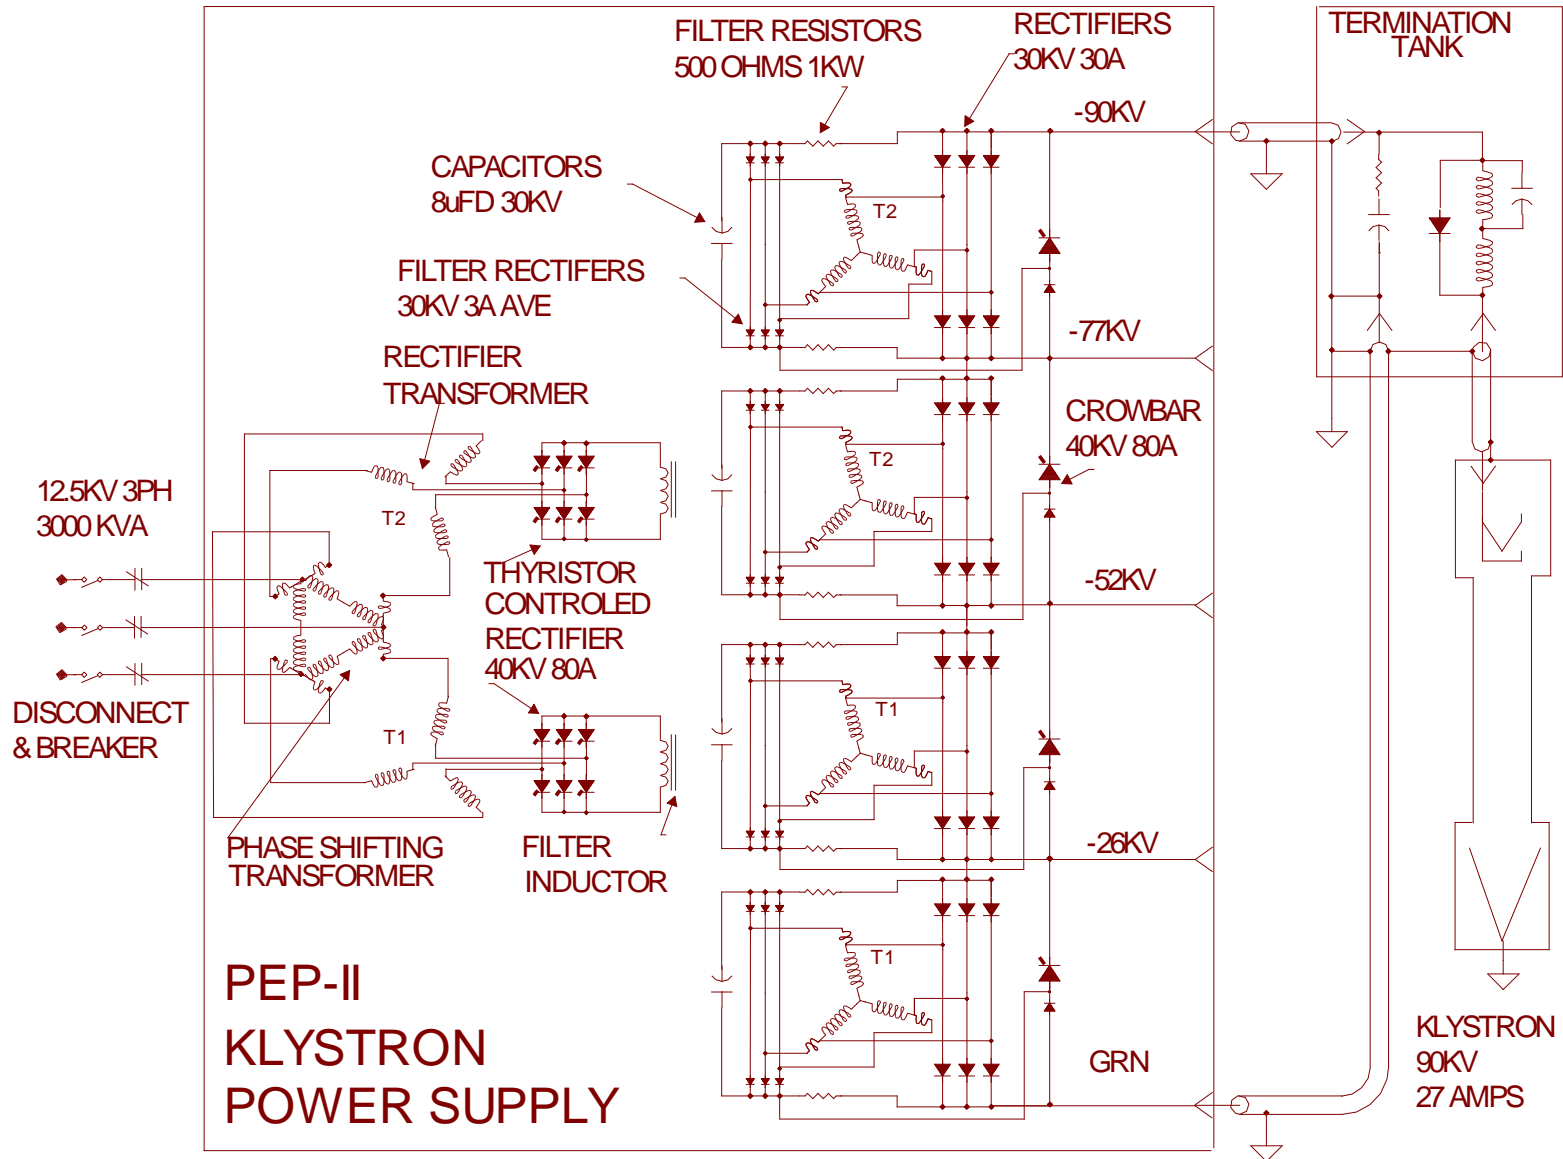 FILTER RESISTORS
500 OHMS 1KW
RECTIFIERS
30KV 30A
TERMINATION
TANK
-90KV
CAPACITORS
8uFD 30KV
T2
FILTER RECTIFERS
30KV 3A AVE
-77KV
RECTIFIER
TRANSFORMER
CROWBAR
40KV 80A
T2
12.5KV 3PH
3000 KVA
T2
THYRISTOR
CONTROLED
RECTIFIER
40KV 80A
-52KV
DISCONNECT
& BREAKER
T1
T1
PHASE SHIFTING
TRANSFORMER
FILTER
INDUCTOR
-26KV
T1
PEP-II
KLYSTRON
POWER SUPPLY
GRN
KLYSTRON
90KV
27 AMPS